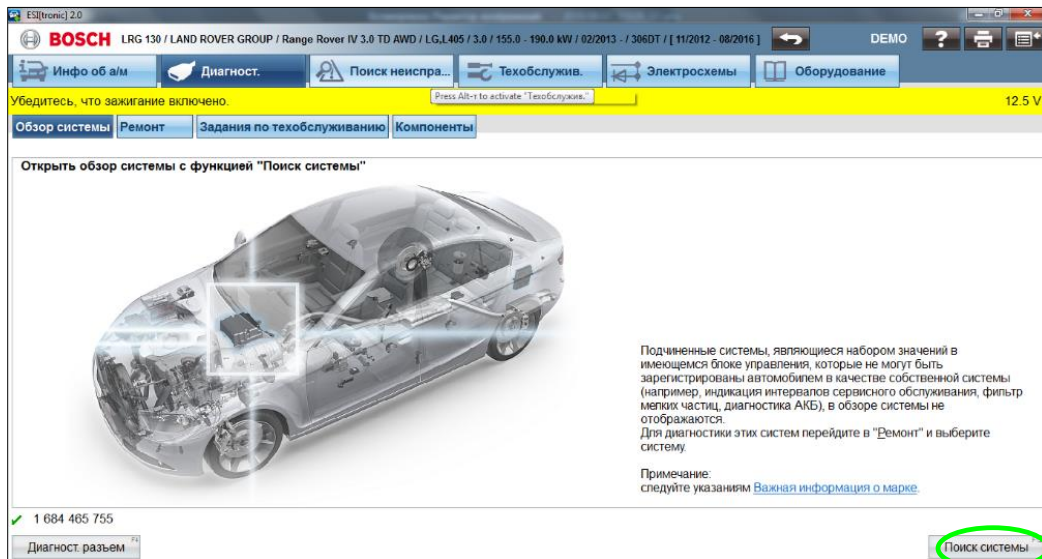 ESI[tronic] 2.0
BOSCH LRG 130 / LAND ROVER GROUP / Range Rover IV 3.0 TD AWD / LG,L405 / 3.0 / 155.0 - 190.0 kW / 02/2013 - / 306DT / [ 11/2012 - 08/2016 ] DEMO ?
Инфо об а/м Диагност. Поиск неиспра... Техобслужив. Электросхемы Оборудование
Убедитесь, что зажигание включено. Press Alt-т to activate "Техобслужив." 12.5 V
Обзор системы Ремонт Задания по техобслуживанию Компоненты
Открыть обзор системы с функцией "Поиск системы"
Подчиненные системы, являющиеся набором значений в
имеющемся блоке управления, которые не могут быть
зарегистрированы автомобилем в качестве собственной системы
(например, индикация интервалов сервисного обслуживания, фильтр
мелких частиц, диагностика АКБ), в обзоре системы не
отображаются.
Для диагностики этих систем перейдите в "Ремонт" и выберите
систему.
Примечание:
следуйте указаниям Важная информация о марке.
✓ 1 684 465 755
Диагност. разъем Поиск системы